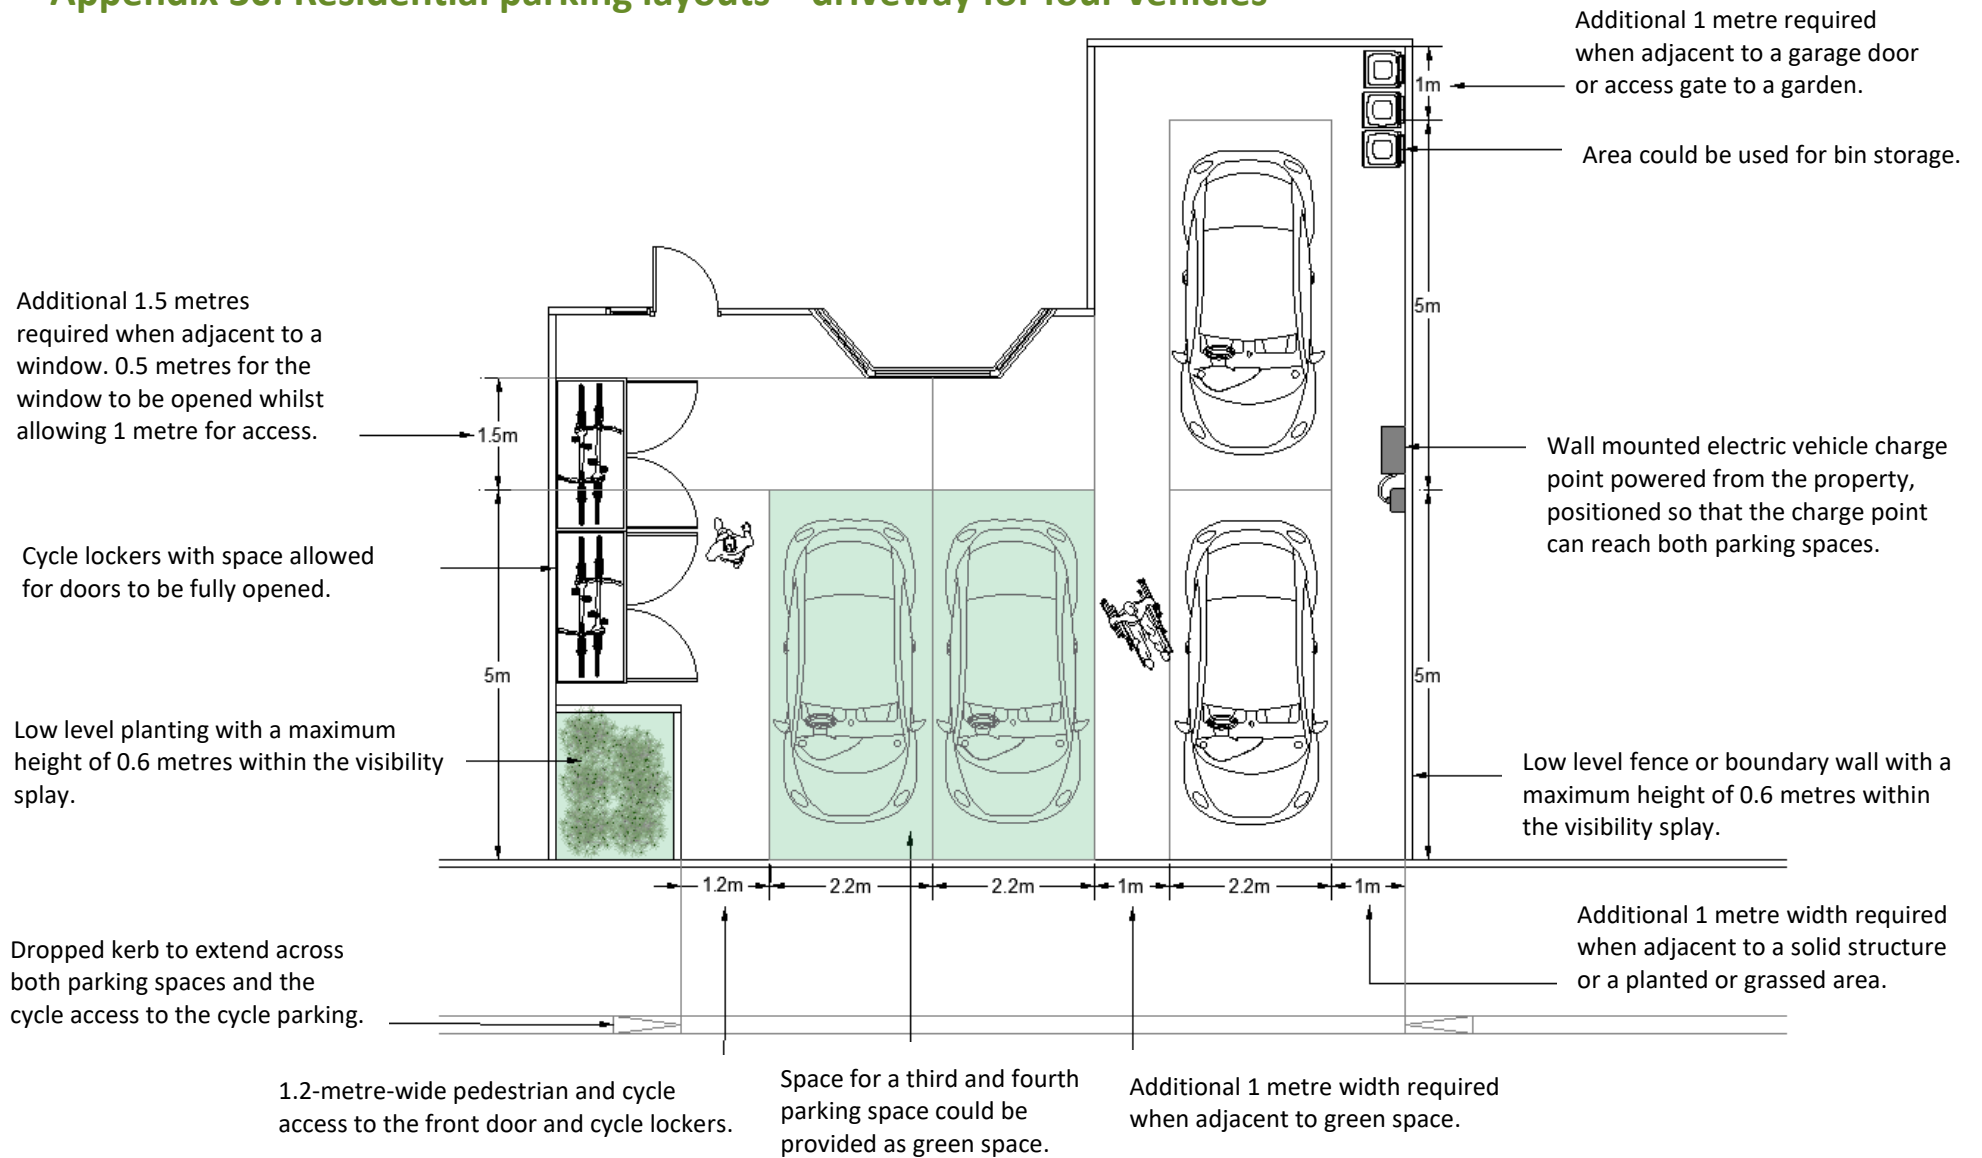 Residential parking layouts – driveway for four vehicles
Additional 1 metre required
when adjacent to a garage door
or access gate to a garden.
1m
Area could be used for bin storage.
5m
Additional 1.5 metres
required when adjacent to a
window. 0.5 metres for the
window to be opened whilst
allowing 1 metre for access.
1.5m
Wall mounted electric vehicle charge
point powered from the property,
positioned so that the charge point
can reach both parking spaces.
Cycle lockers with space allowed
for doors to be fully opened.
5m
5m
Low level planting with a maximum
height of 0.6 metres within the visibility
splay.
Low level fence or boundary wall with a
maximum height of 0.6 metres within
the visibility splay.
1.2m
2.2m
2.2m
1m
2.2m
1m
Additional 1 metre width required
when adjacent to a solid structure
or a planted or grassed area.
Dropped kerb to extend across
both parking spaces and the
cycle access to the cycle parking.
1.2-metre-wide pedestrian and cycle
access to the front door and cycle lockers.
Space for a third and fourth
parking space could be
provided as green space.
Additional 1 metre width required
when adjacent to green space.